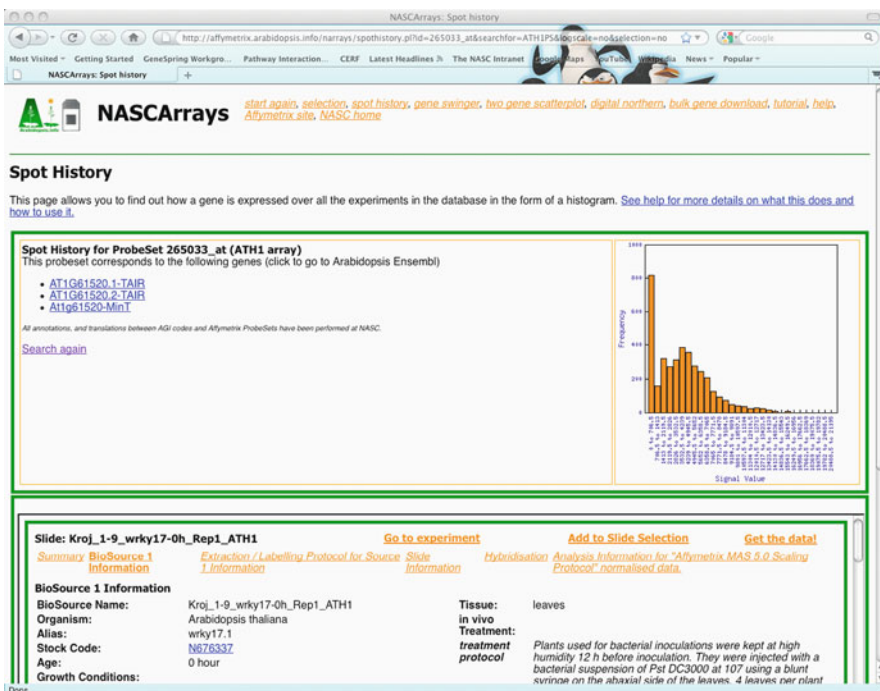 NASCArrays: Spot history
http://affymetrix.arabidopsis.info/narrays/spothistory.pl?id=265033_at&searchfor=ATH1PS&logscale=no&selection=no
Google
Most Visited Getting Started GeneSpring Workgro... Pathway Interaction... CERF Latest Headlines The NASC Intranet Google Maps YouTube Wikipedia News Popular
NASCArrays: Spot history +
NASCArrays
start again, selection, spot history, gene swinger, two gene scatterplot, digital northern, bulk gene download, tutorial, help,
Affymetrix site, NASC home
Spot History
This page allows you to find out how a gene is expressed over all the experiments in the database in the form of a histogram. See help for more details on what this does and
how to use it.
Spot History for ProbeSet 265033_at (ATH1 array)
This probeset corresponds to the following genes (click to go to Arabidopsis Ensembl)
• AT1G61520.1-TAIR
• AT1G61520.2-TAIR
• At1g61520-MinT
All annotations, and translations between AGI codes and Affymetrix ProbeSets have been performed at NASC.
Search again
1000
800
600
400
200
0
Frequency
Signal Value
Slide: Kroj_1-9_wrky17-0h_Rep1_ATH1 Go to experiment Add to Slide Selection Get the data!
Summary BioSource 1 Information
Extraction / Labelling Protocol for Source 1 Information
Slide Information
Hybridisation
Analysis Information for "Affymetrix MAS 5.0 Scaling Protocol" normalised data.
BioSource 1 Information
BioSource Name: Kroj_1-9_wrky17-0h_Rep1_ATH1
Organism: Arabidopsis thaliana
Alias: wrky17.1
Stock Code: N676337
Age: 0 hour
Growth Conditions:
Tissue: leaves
in vivo
Treatment:
treatment protocol
Plants used for bacterial inoculations were kept at high
humidity 12 h before inoculation. They were injected with a
bacterial suspension of Pst DC3000 at 107 using a blunt
syringe on the abaxial side of the leaves. 4 leaves per plant
Done